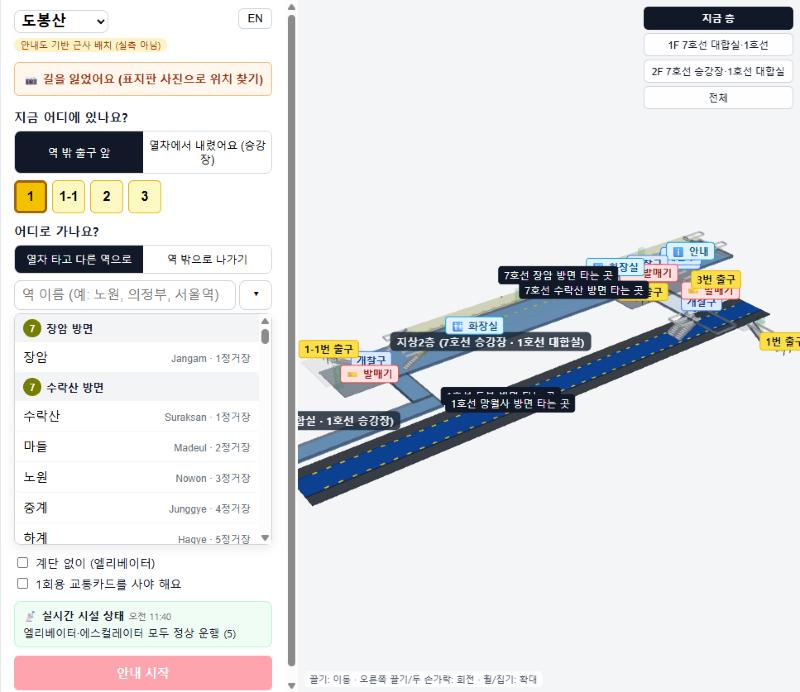 도봉산
EN
안내도 기반 근사 배치 (실측 아님)
길을 잃었어요 (표지판 사진으로 위치 찾기)
지금 어디에 있나요?
역 밖 출구 앞
열차에서 내렸어요 (승강
장)
1
1-1
2
3
어디로 가나요?
열차 타고 다른 역으로
역 밖으로 나가기
역 이름 (예: 노원, 의정부, 서울역)
7 장암 방면
장암
Jangam · 1정거장
7 수락산 방면
수락산
Suraksan · 1정거장
마들
Madeul · 2정거장
노원
Nowon · 3정거장
중계
Junggye · 4정거장
하계
Hagye · 5정거장
계단 없이 (엘리베이터)
1회용 교통카드를 사야 해요
실시간 시설 상태 오전 11:40
엘리베이터·에스컬레이터 모두 정상 운행 (5)
안내 시작
지금 층
1F 7호선 대합실·1호선
2F 7호선 승강장·1호선 대합실
전체
안내
화장실
발매기
7호선 장암 방면 타는 곳
7호선 수락산 방면 타는 곳
3번 출구
발매기
개찰구
화장실
지상2층 (7호선 승강장 · 1호선 대합실)
1번 출구
1-1번 출구
개찰구
발매기
1호선 망월사 방면 타는 곳
합실 · 1호선 승강장)
끌기: 이동 · 오른쪽 끌기/두 손가락: 회전 · 휠/집기: 확대